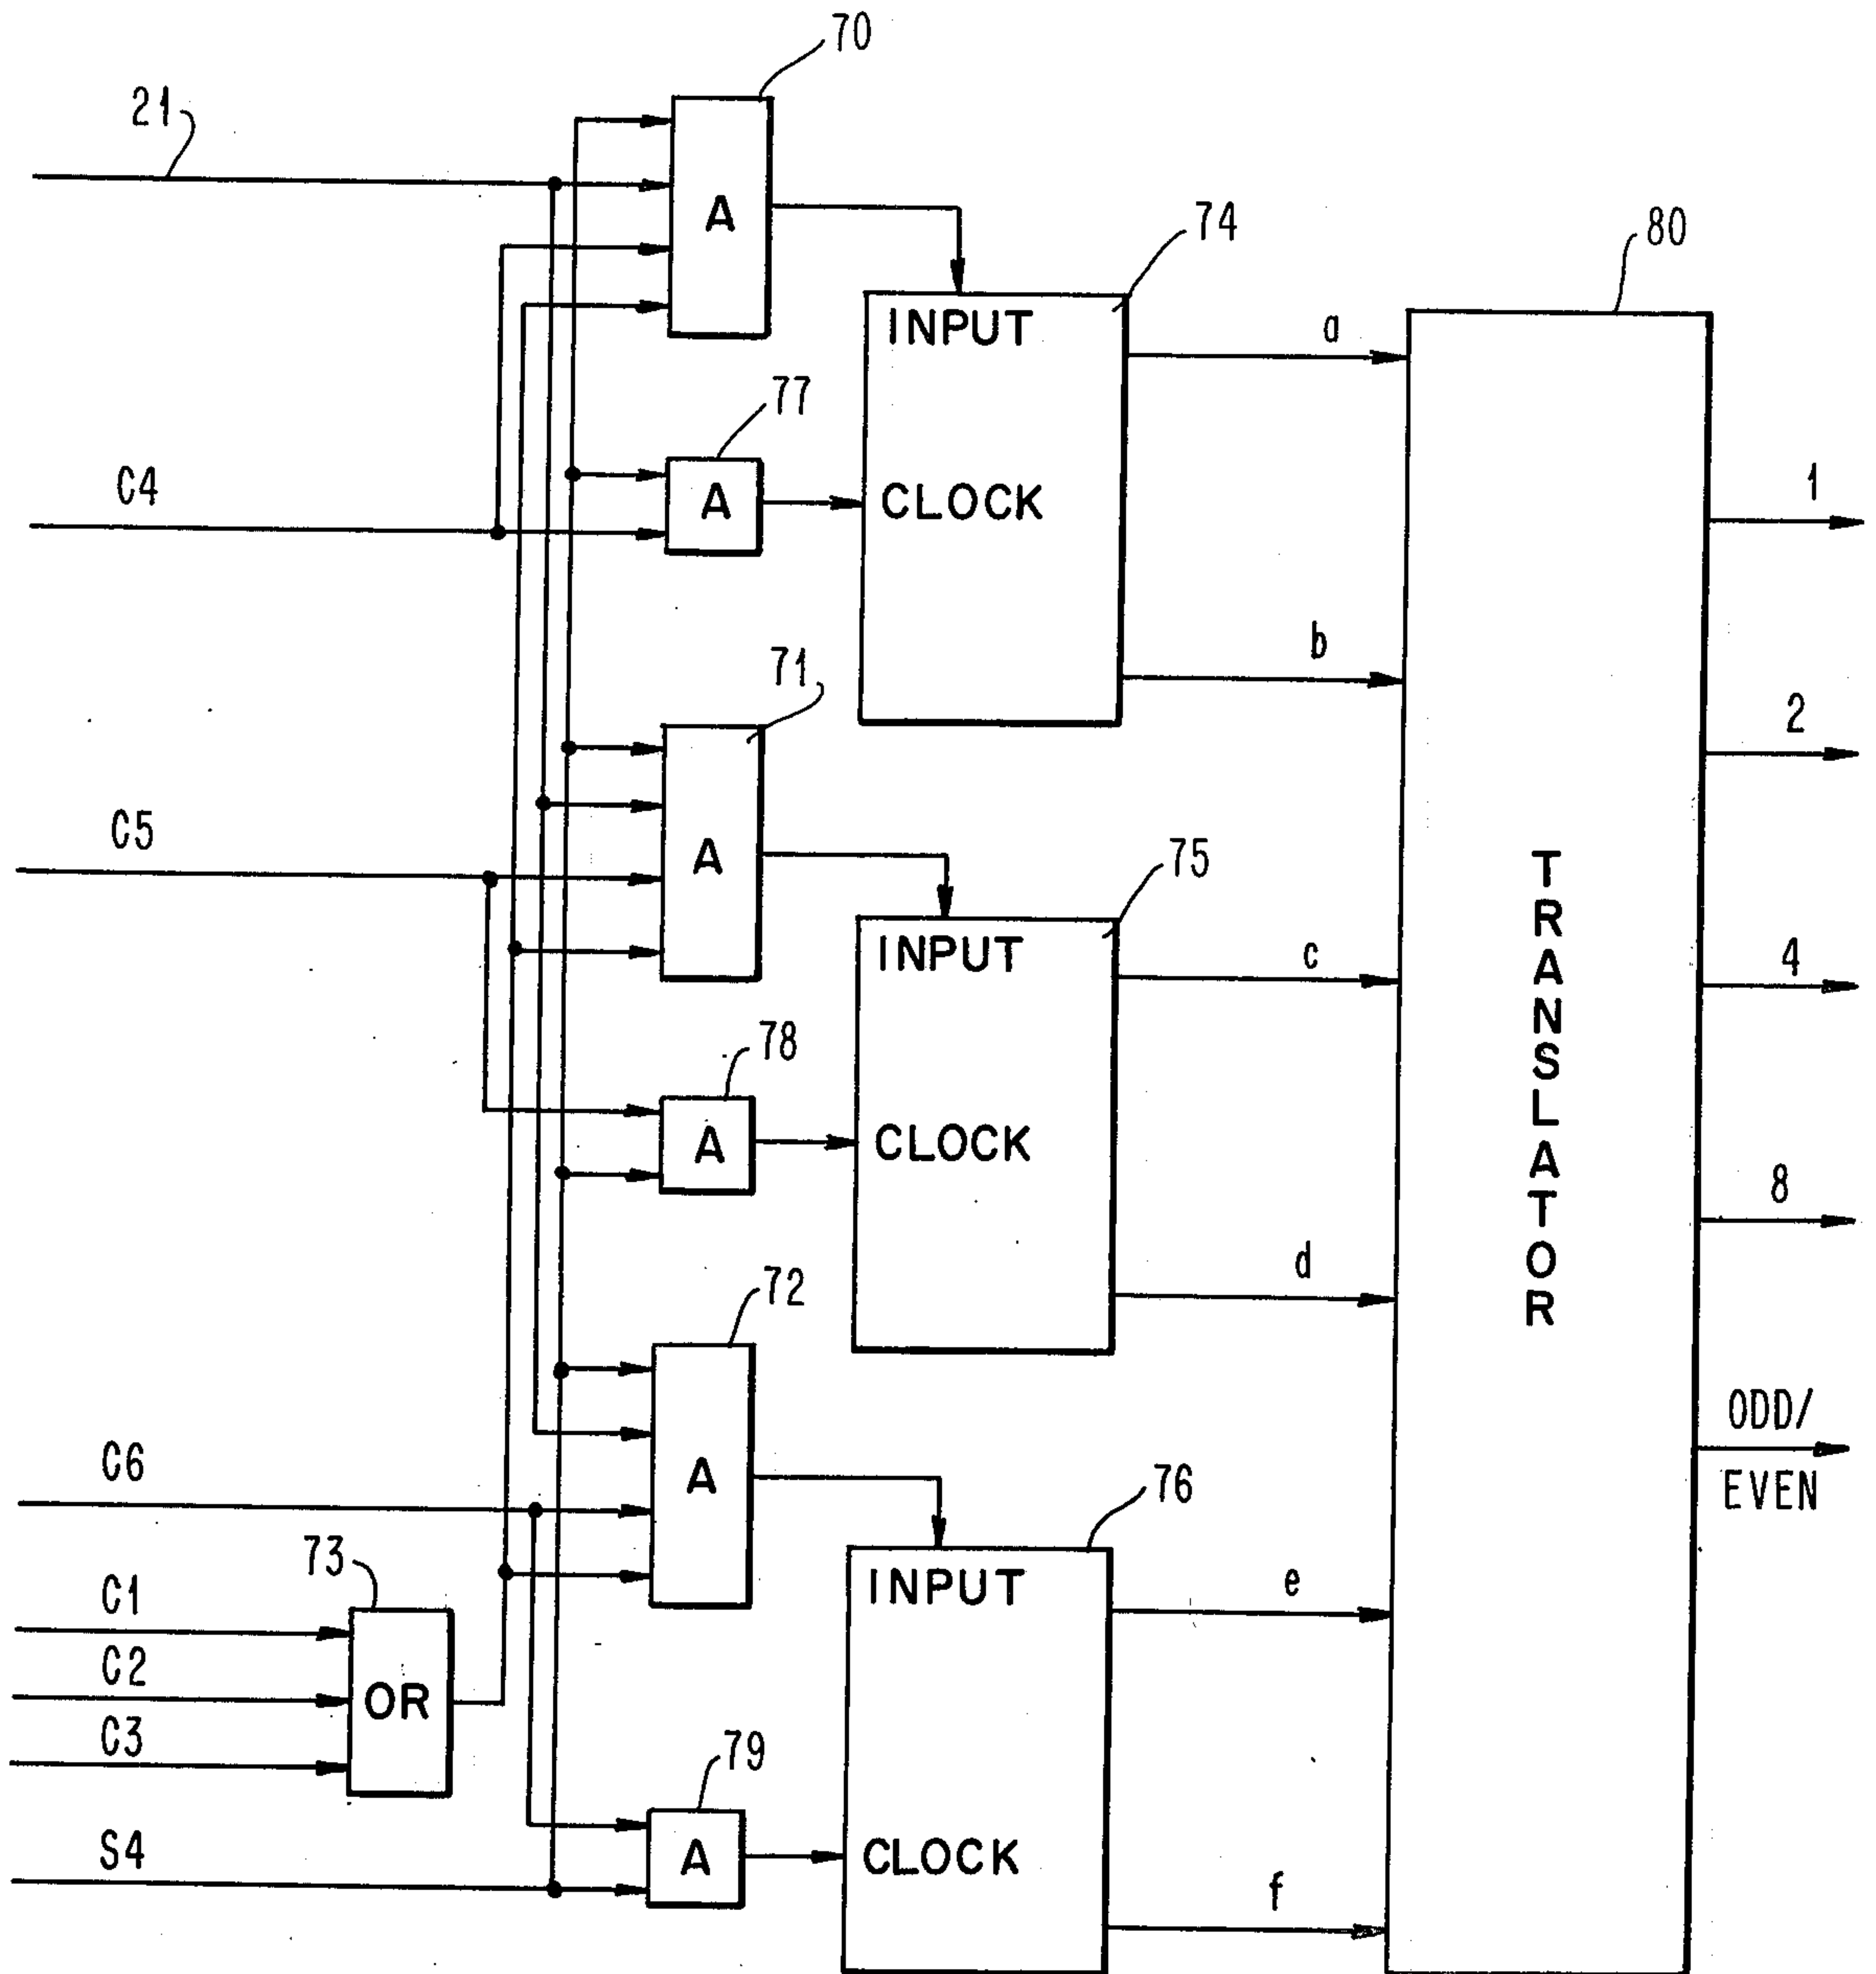 70
21
A
74
80
INPUT
a
77
C4
A
CLOCK
1
b
71
2
C5
A
75
TRANSLATOR
INPUT
c
4
78
A
CLOCK
8
d
72
ODD/
EVEN
C6
A
76
73
INPUT
e
C1
C2
OR
C3
79
S4
A
CLOCK
f